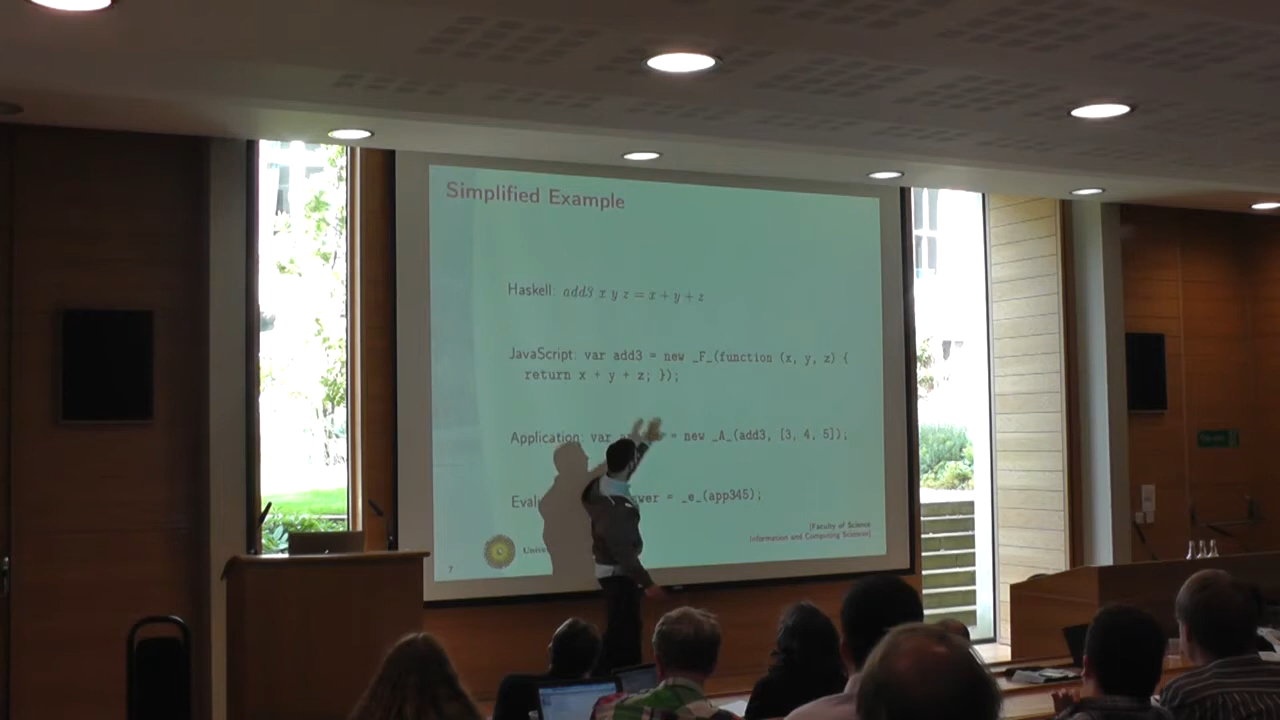 Simplified Example
Haskell: add3 x y z = x + y + z
JavaScript: var add3 = new _F_(function (x, y, z) {
return x + y + z; });
Application: var = new _A_(add3, [3, 4, 5]);
= _e_(app345);
[Faculty of Science
Information and Computing Sciences]
7